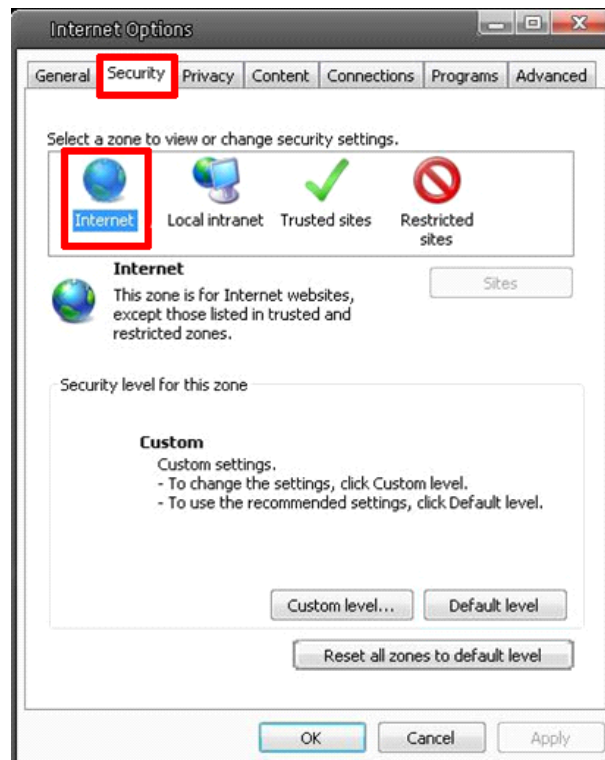 Internet Options
General Security Privacy Content Connections Programs Advanced
Select a zone to view or change security settings.
Internet Local intranet Trusted sites Restricted sites
Internet
Sites
This zone is for Internet websites,
except those listed in trusted and
restricted zones.
Security level for this zone
Custom
Custom settings.
- To change the settings, click Custom level.
- To use the recommended settings, click Default level.
Custom level... Default level
Reset all zones to default level
OK Cancel Apply